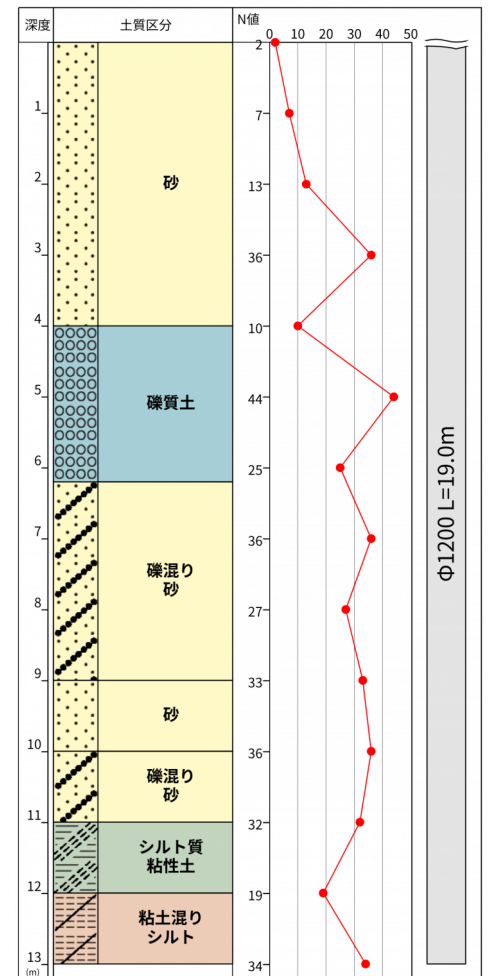 深度 土質区分 N値
0 10 20 30 40 50
2
1 7
2 13
砂
3 36
4 10
5 44
礫質土
6 25
7 36
礫混り
砂
8 27
9 33
砂
10 36
礫混り
砂
11 32
シルト質
粘性土
12 19
粘土混り
シルト
13 34
(m)
Φ1200 L=19.0m